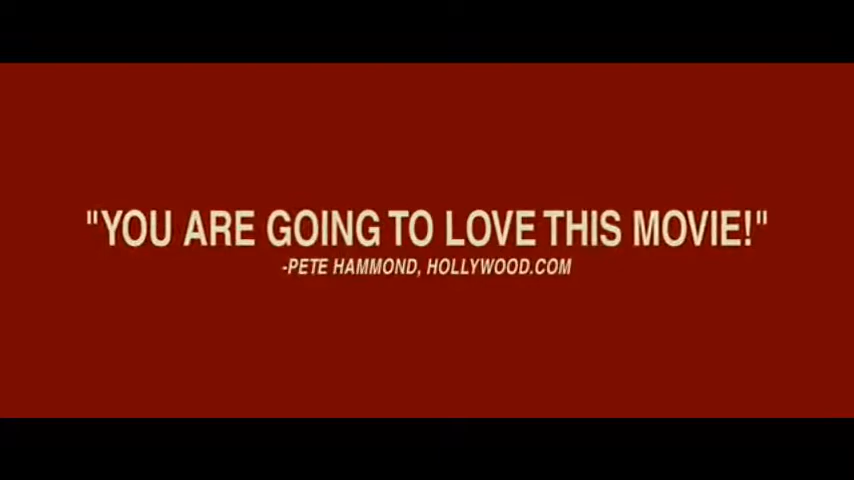 "YOU ARE GOING TO LOVE THIS MOVIE!"
-PETE HAMMOND, HOLLYWOOD.COM